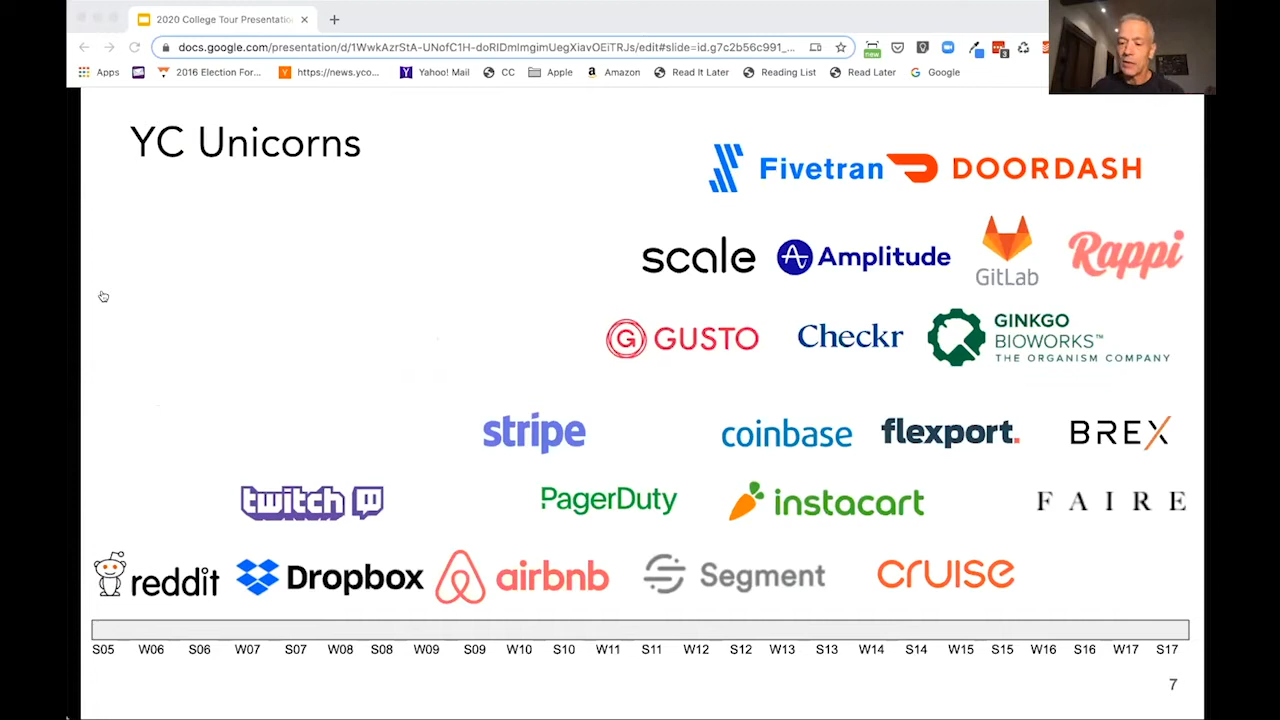 2020 College Tour Presentatio
docs.google.com/presentation/d/1WwkAzrStA-UNofC1H-doRIDmlmgimUegXiavOEiTRJs/edit#slide=id.g7c2b56c991_...
new
3
Apps
2016 Election For...
https://news.yco...
Yahoo! Mail
CC
Apple
Amazon
Read It Later
Reading List
Read Later
Google
YC Unicorns
Fivetran
DOORDASH
scale
Amplitude
GitLab
Rappi
GUSTO
Checkr
GINKGO
BIOWORKS™
THE ORGANISM COMPANY
stripe
coinbase
flexport.
BREX
twitch
PagerDuty
instacart
FAIRE
reddit
Dropbox
airbnb
Segment
cruise
S05 W06 S06 W07 S07 W08 S08 W09 S09 W10 S10 W11 S11 W12 S12 W13 S13 W14 S14 W15 S15 W16 S16 W17 S17
7